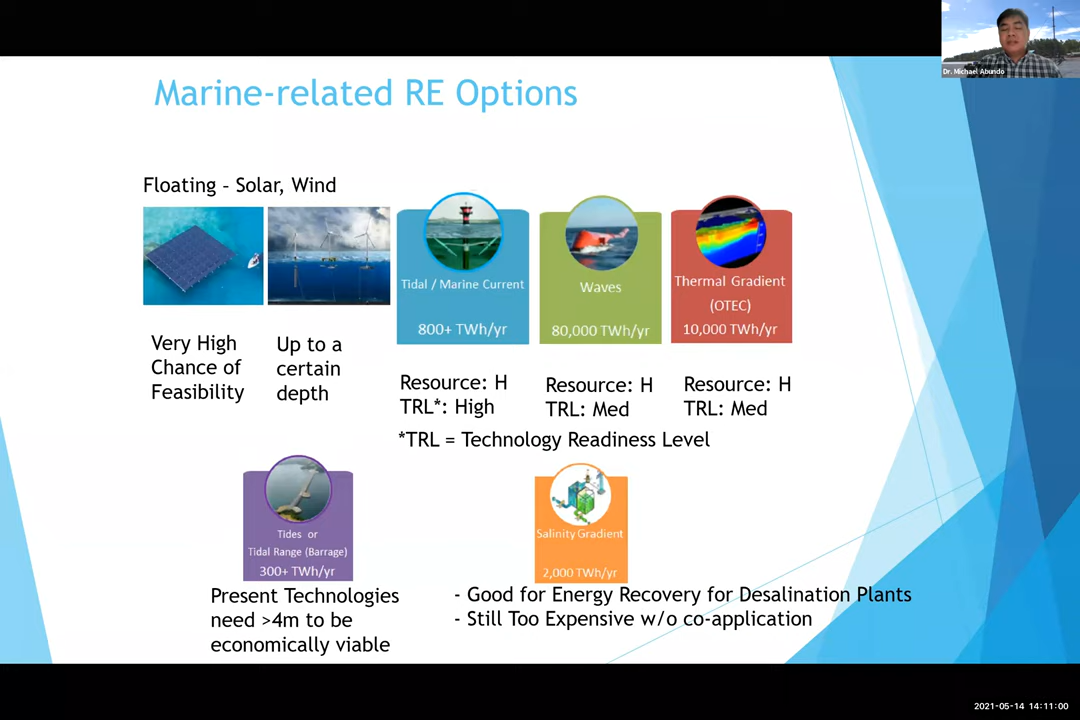 Dr. Michael Abundo
Marine-related RE Options
Floating - Solar, Wind
Very High
Chance of
Feasibility
Up to a
certain
depth
Tidal / Marine Current
800+ TWh/yr
Resource: H
TRL*: High
Waves
80,000 TWh/yr
Resource: H
TRL: Med
Thermal Gradient
(OTEC)
10,000 TWh/yr
Resource: H
TRL: Med
*TRL = Technology Readiness Level
Tides or
Tidal Range (Barrage)
300+ TWh/yr
Present Technologies
need >4m to be
economically viable
Salinity Gradient
2,000 TWh/yr
- Good for Energy Recovery for Desalination Plants
- Still Too Expensive w/o co-application
2021-05-14 14:11:00